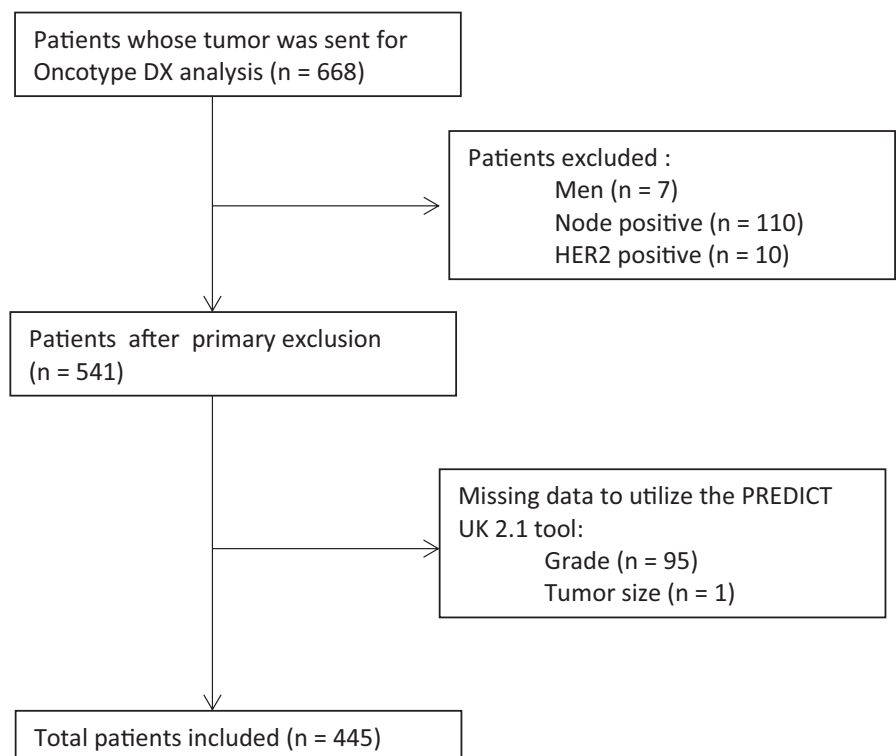 Patients whose tumor was sent for
Oncotype DX analysis (n = 668)
Patients excluded :
Men (n = 7)
Node positive (n = 110)
HER2 positive (n = 10)
Patients after primary exclusion
(n = 541)
Missing data to utilize the PREDICT
UK 2.1 tool:
Grade (n = 95)
Tumor size (n = 1)
Total patients included (n = 445)